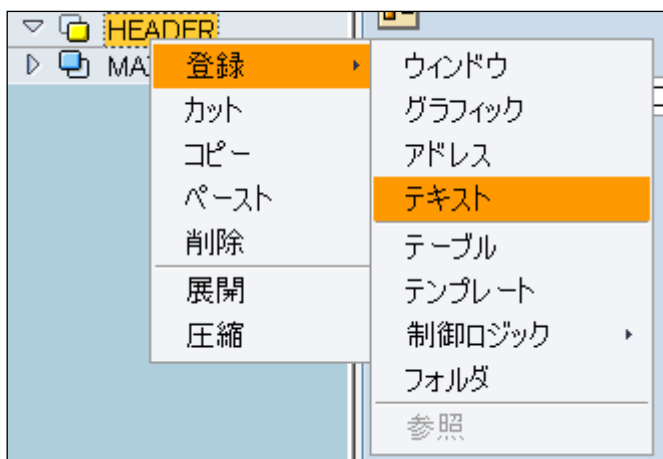 HEADER
MA
登録
カット
コピー
ペースト
削除
展開
圧縮
ウィンドウ
グラフィック
アドレス
テキスト
テーブル
テンプレート
制御ロジック
フォルダ
参照